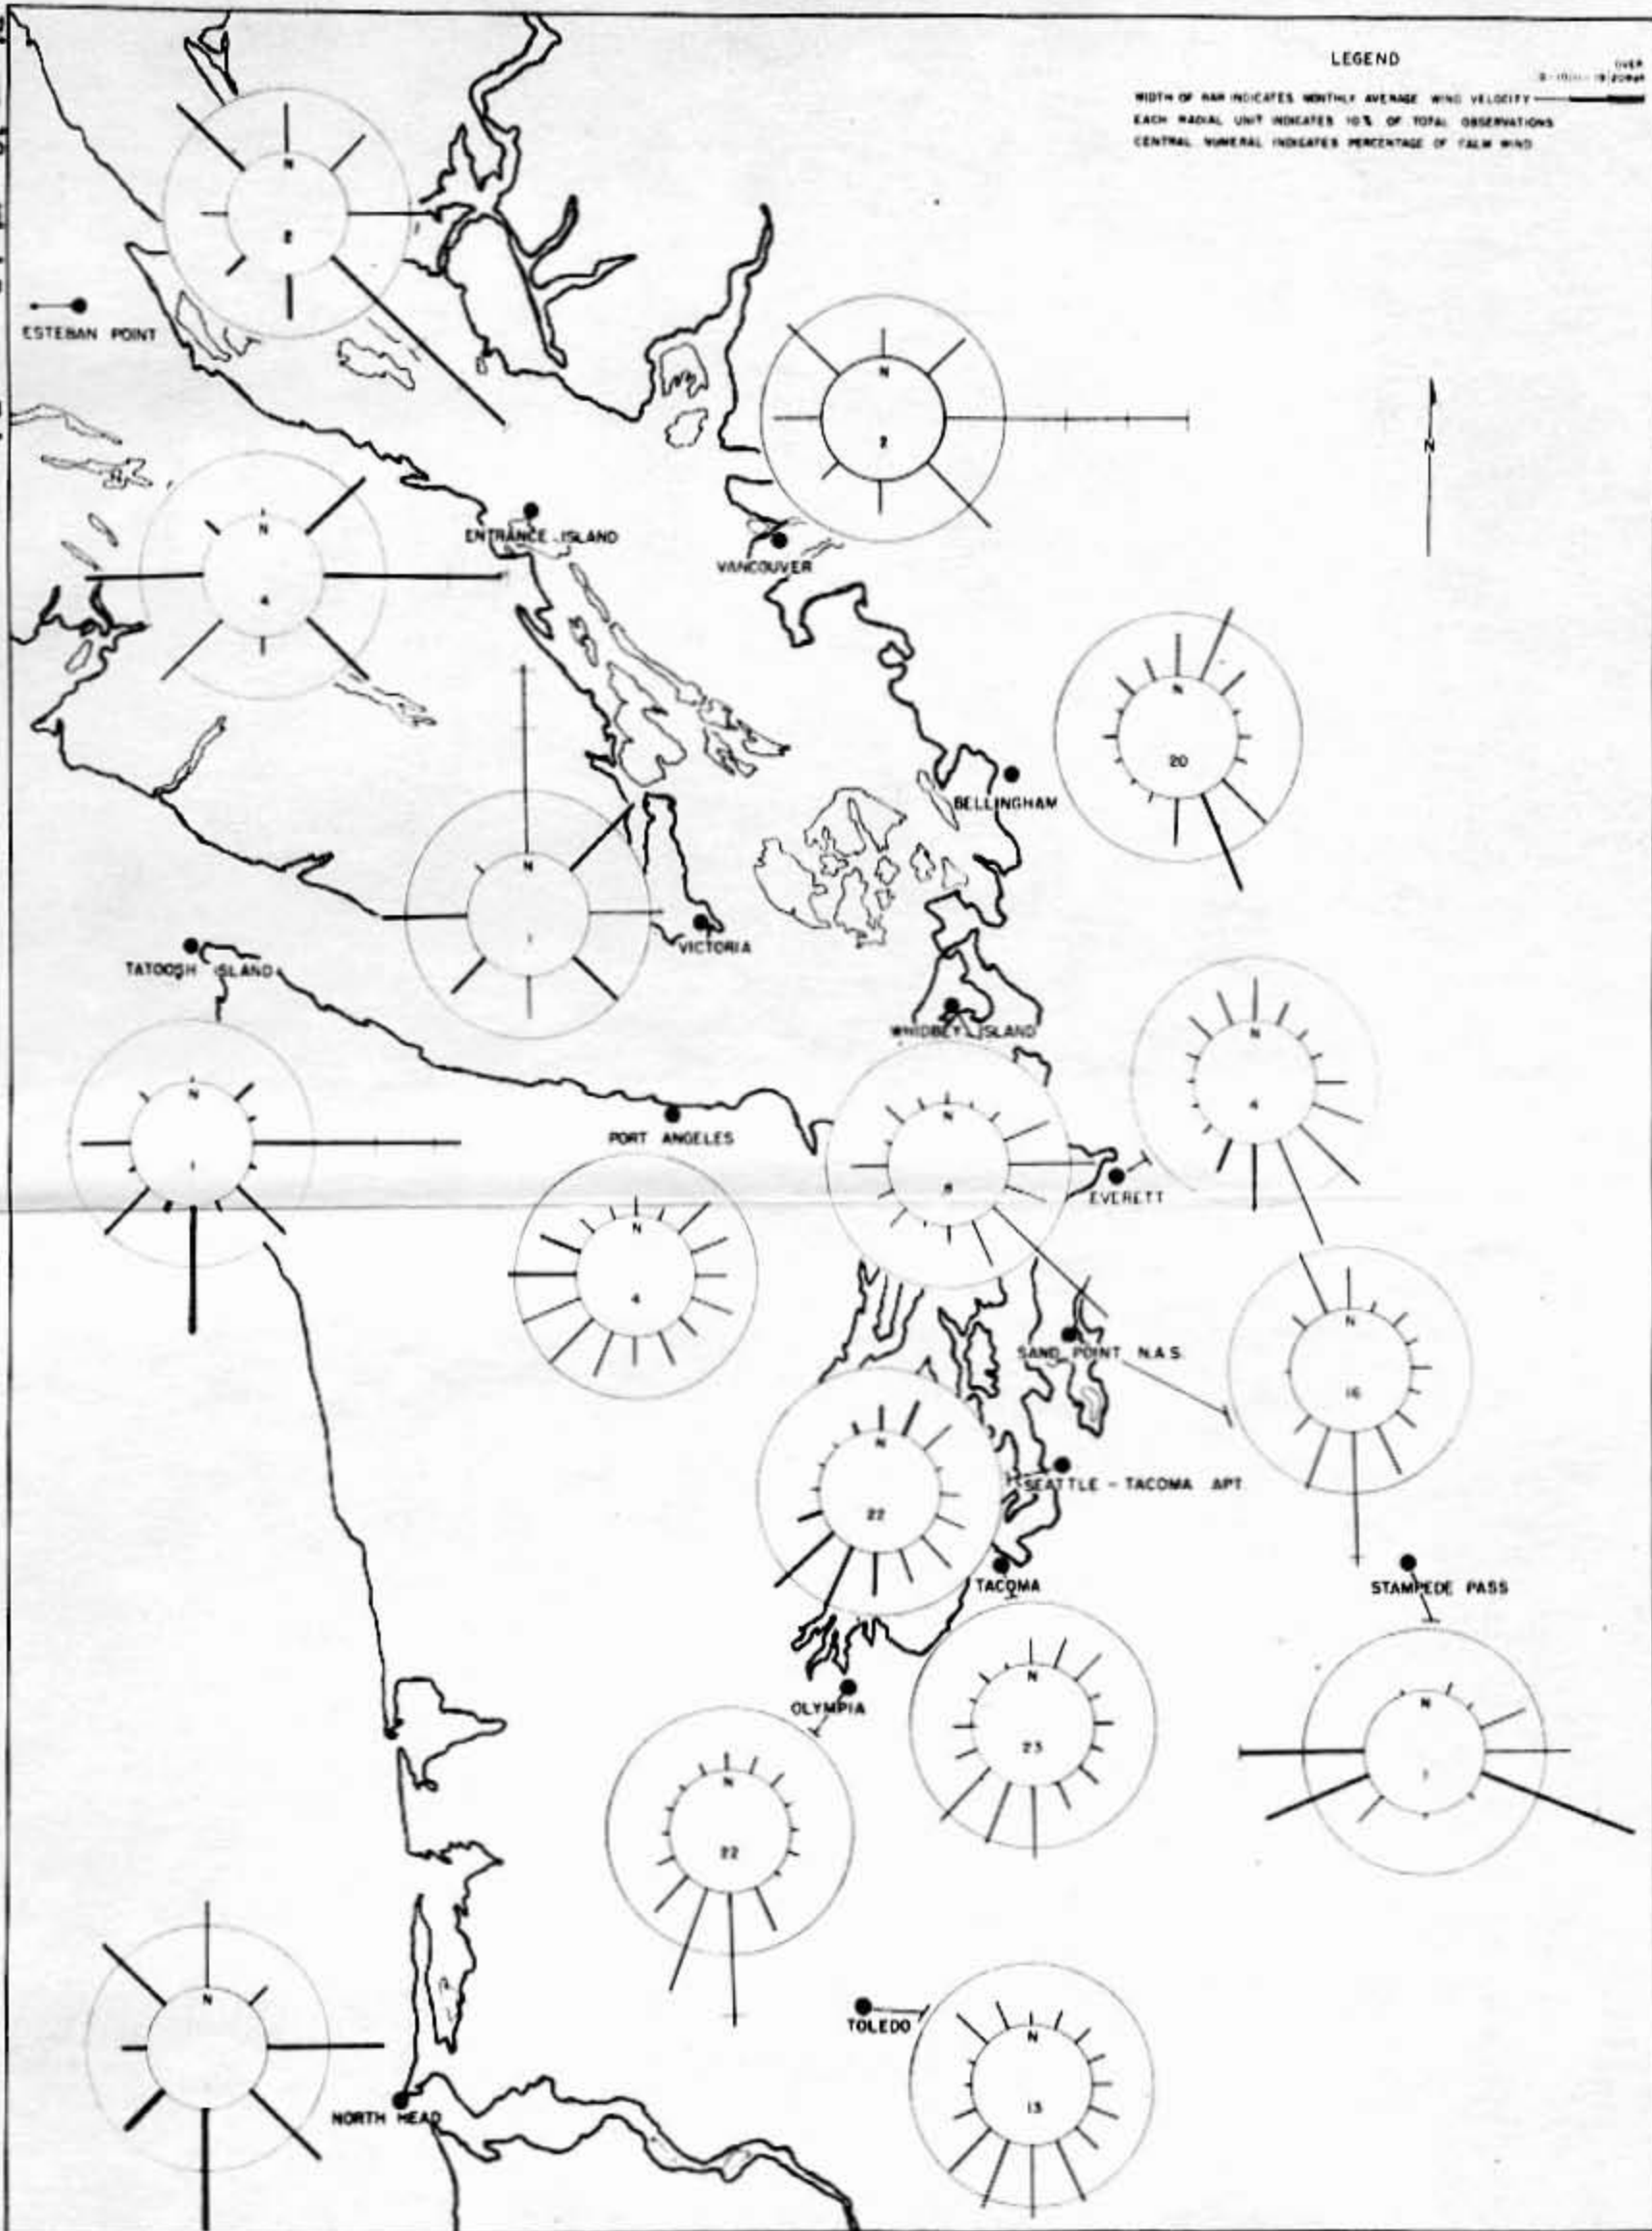 LEGEND
OVER
WIDTH OF BAR INDICATES MONTHLY AVERAGE WIND VELOCITY
EACH RADIAL UNIT INDICATES 10% OF TOTAL OBSERVATIONS
CENTRAL NUMERAL INDICATES PERCENTAGE OF CALM WIND
N
2
ESTEBAN POINT
N
2
N
N
4
ENTRANCE ISLAND
VANCOUVER
N
20
BELLINGHAM
N
1
VICTORIA
TATOOSH ISLAND
WHIDBEY ISLAND
N
4
N
1
PORT ANGELES
N
EVERETT
N
4
SAND POINT N.A.S.
N
16
N
22
SEATTLE - TACOMA APT.
TACOMA
STAMPEDE PASS
OLYMPIA
N
23
N
N
22
TOLEDO
N
N
NORTH HEAD